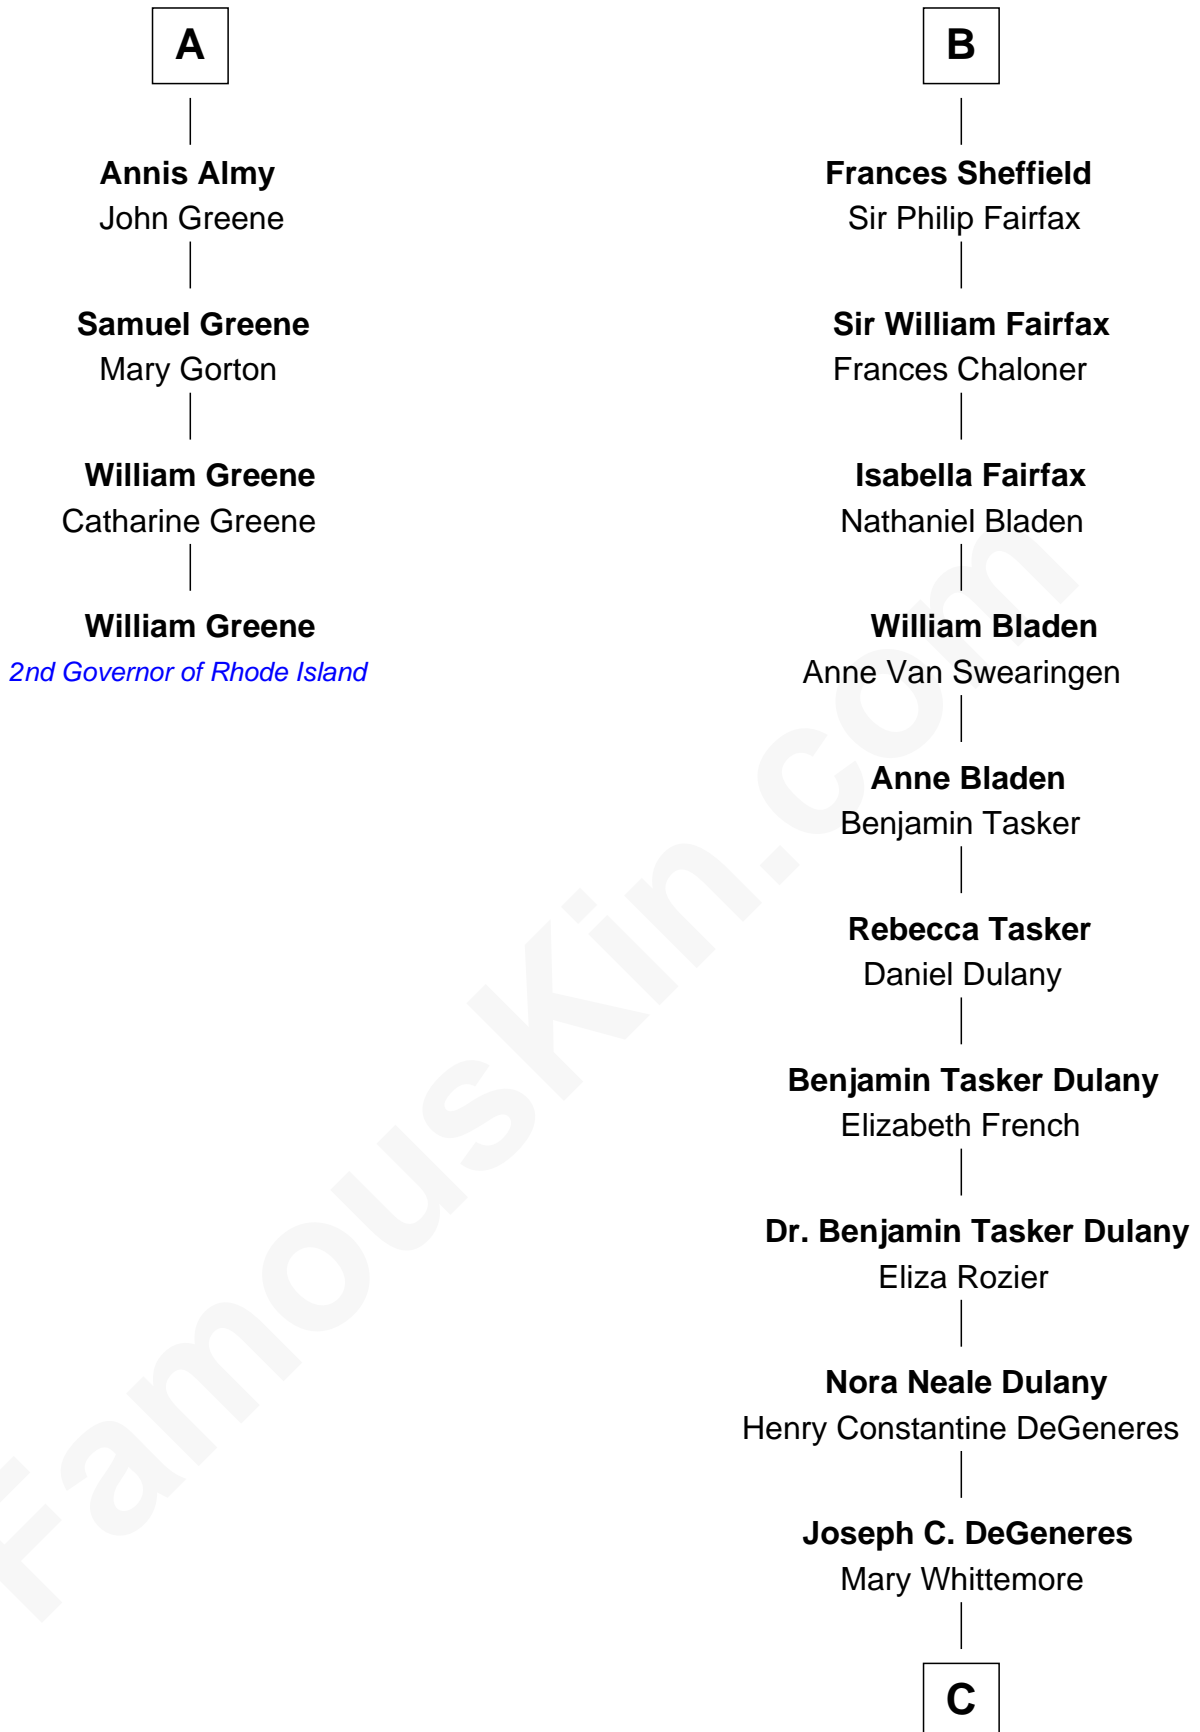 A
Annis Almy
John Greene
Samuel Greene
Mary Gorton
William Greene
Catharine Greene
William Greene
2nd Governor of Rhode Island
B
Frances Sheffield
Sir Philip Fairfax
Sir William Fairfax
Frances Chaloner
Isabella Fairfax
Nathaniel Bladen
William Bladen
Anne Van Swearingen
Anne Bladen
Benjamin Tasker
Rebecca Tasker
Daniel Dulany
Benjamin Tasker Dulany
Elizabeth French
Dr. Benjamin Tasker Dulany
Eliza Rozier
Nora Neale Dulany
Henry Constantine DeGeneres
Joseph C. DeGeneres
Mary Whittemore
C
FamousKin.com